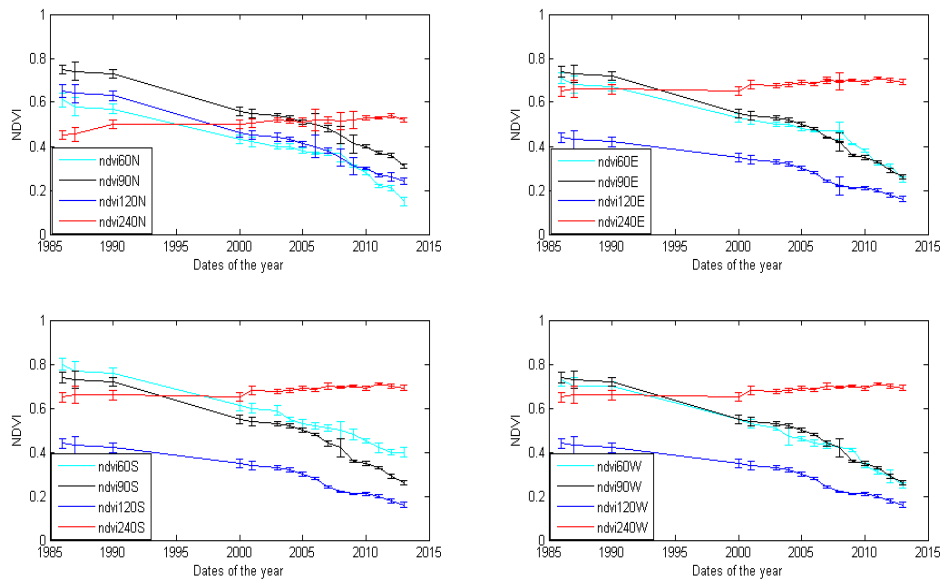 1
0.8
0.6
0.4
0.2
0
NDVI
ndvi60N
ndvi90N
ndvi120N
ndvi240N
1985 1990 1995 2000 2005 2010 2015
Dates of the year
1
0.8
0.6
0.4
0.2
0
NDVI
ndvi60E
ndvi90E
ndvi120E
ndvi240E
1985 1990 1995 2000 2005 2010 2015
Dates of the year
1
0.8
0.6
0.4
0.2
0
NDVI
ndvi60S
ndvi90S
ndvi120S
ndvi240S
1985 1990 1995 2000 2005 2010 2015
Dates of the year
1
0.8
0.6
0.4
0.2
0
NDVI
ndvi60W
ndvi90W
ndvi120W
ndvi240W
1985 1990 1995 2000 2005 2010 2015
Dates of the year